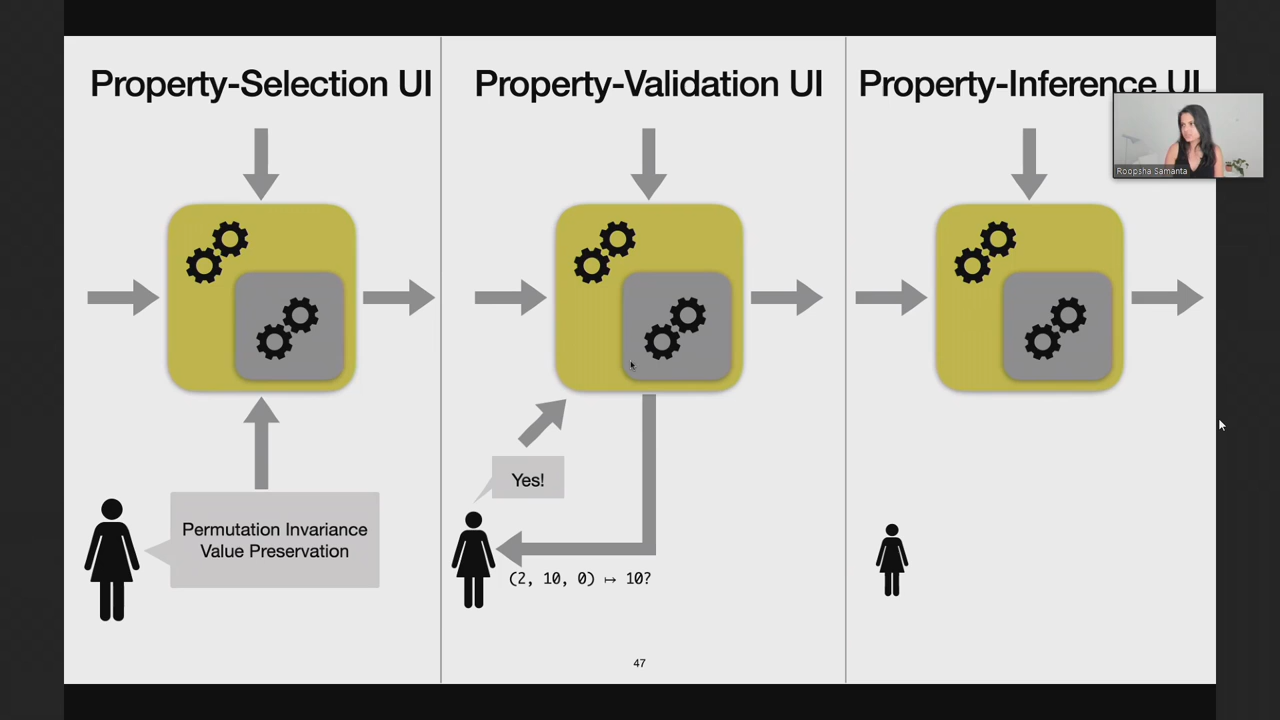 Property-Selection UI
Property-Validation UI
Property-Inference UI
Roopsha Samanta
Yes!
Permutation Invariance
Value Preservation
(2, 10, 0) ↦ 10?
47